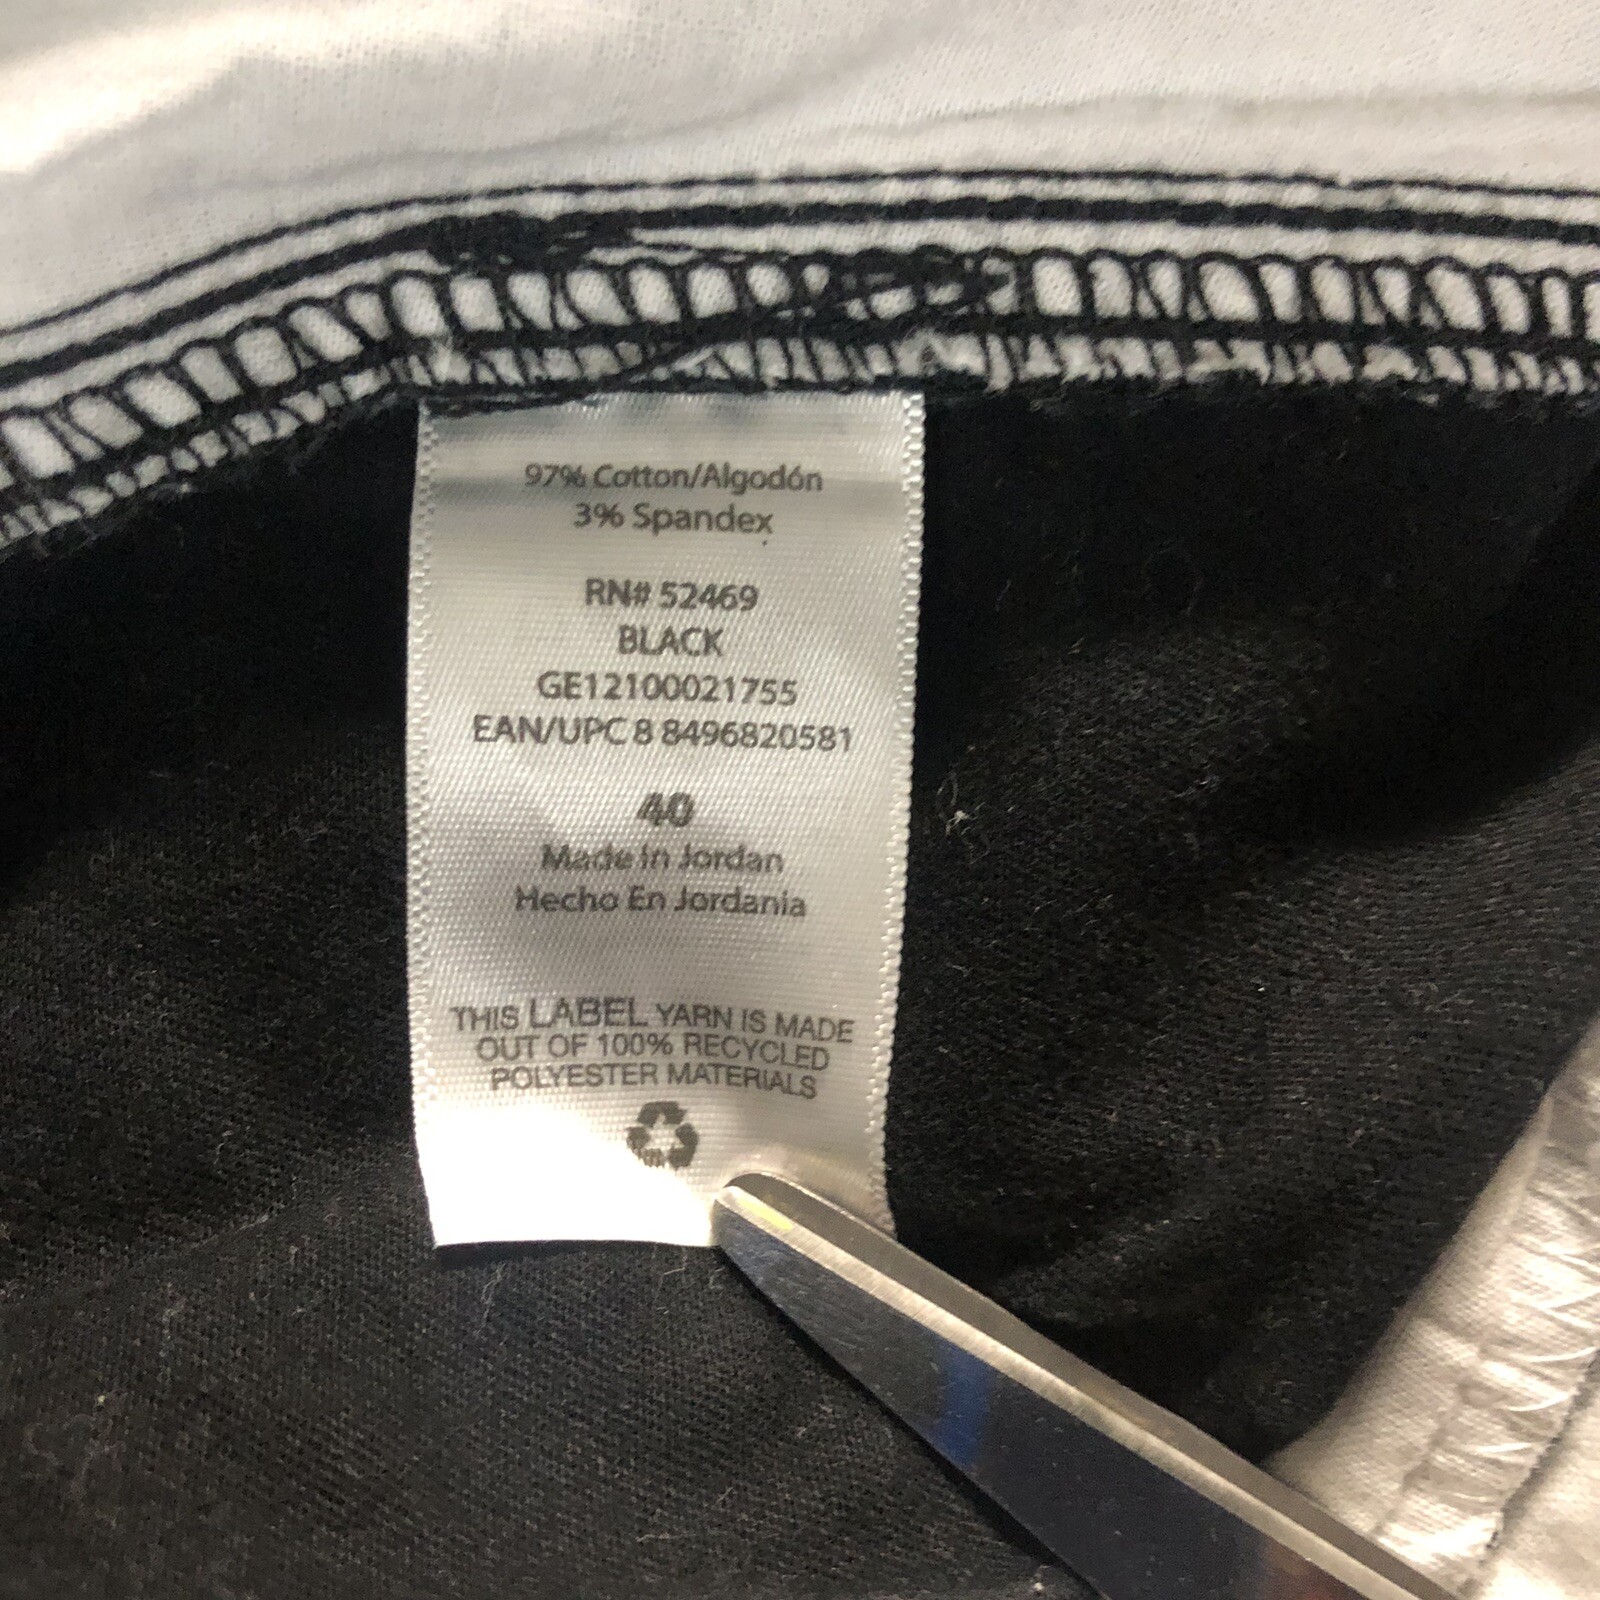 97% Cotton/Algodón
3% Spandex
RN# 52469
BLACK
GE12100021755
EAN/UPC 8 8496820581
40
Made In Jordan
Hecho En Jordania
THIS LABEL YARN IS MADE
OUT OF 100% RECYCLED
POLYESTER MATERIALS